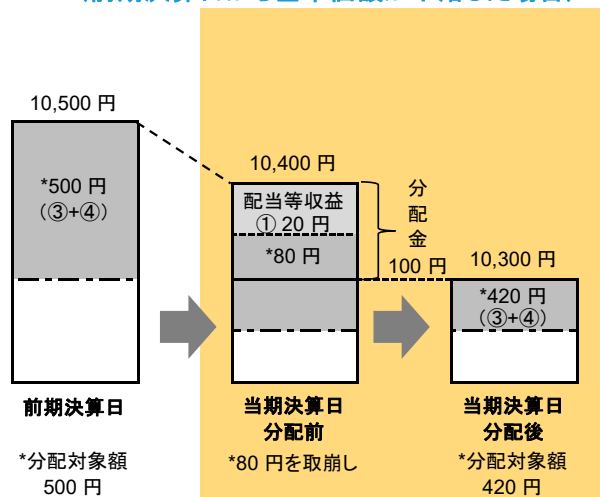 10,500 円
*500 円
(③+④)
前期決算日
*分配対象額
500 円
10,400 円
配当等収益
① 20 円
*80 円
分配金
100 円
当期決算日
分配前
*80 円を取崩し
10,300 円
*420 円
(③+④)
当期決算日
分配後
*分配対象額
420 円